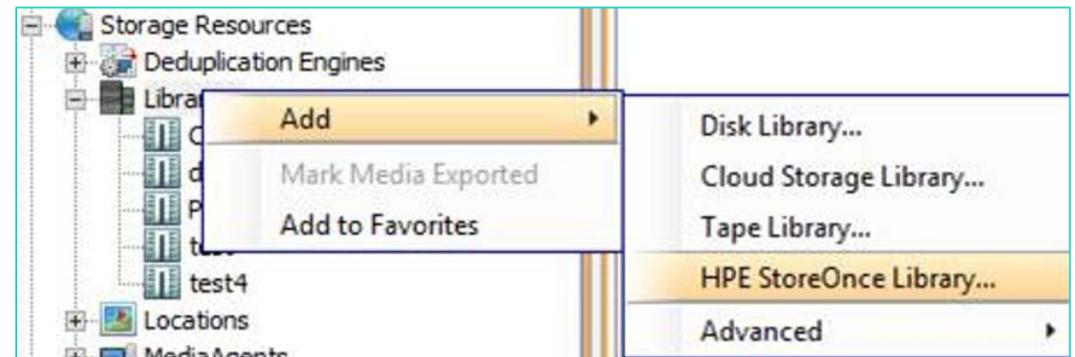 Storage Resources
Deduplication Engines
Add
Mark Media Exported
Add to Favorites
test4
Locations
Disk Library...
Cloud Storage Library...
Tape Library...
HPE StoreOnce Library...
Advanced